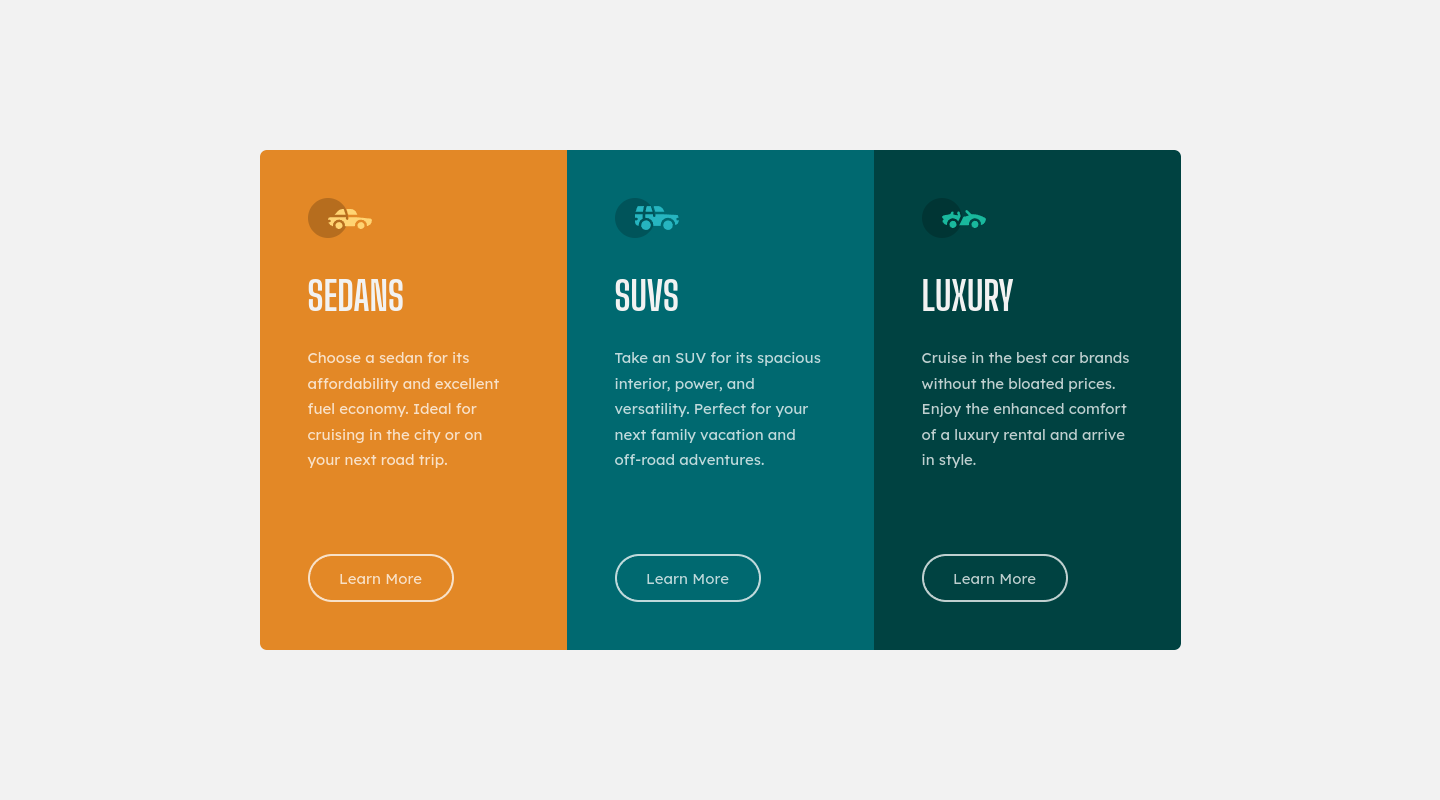 SEDANS
Choose a sedan for its
affordability and excellent
fuel economy. Ideal for
cruising in the city or on
your next road trip.
Learn More
SUVS
Take an SUV for its spacious
interior, power, and
versatility. Perfect for your
next family vacation and
off-road adventures.
Learn More
LUXURY
Cruise in the best car brands
without the bloated prices.
Enjoy the enhanced comfort
of a luxury rental and arrive
in style.
Learn More